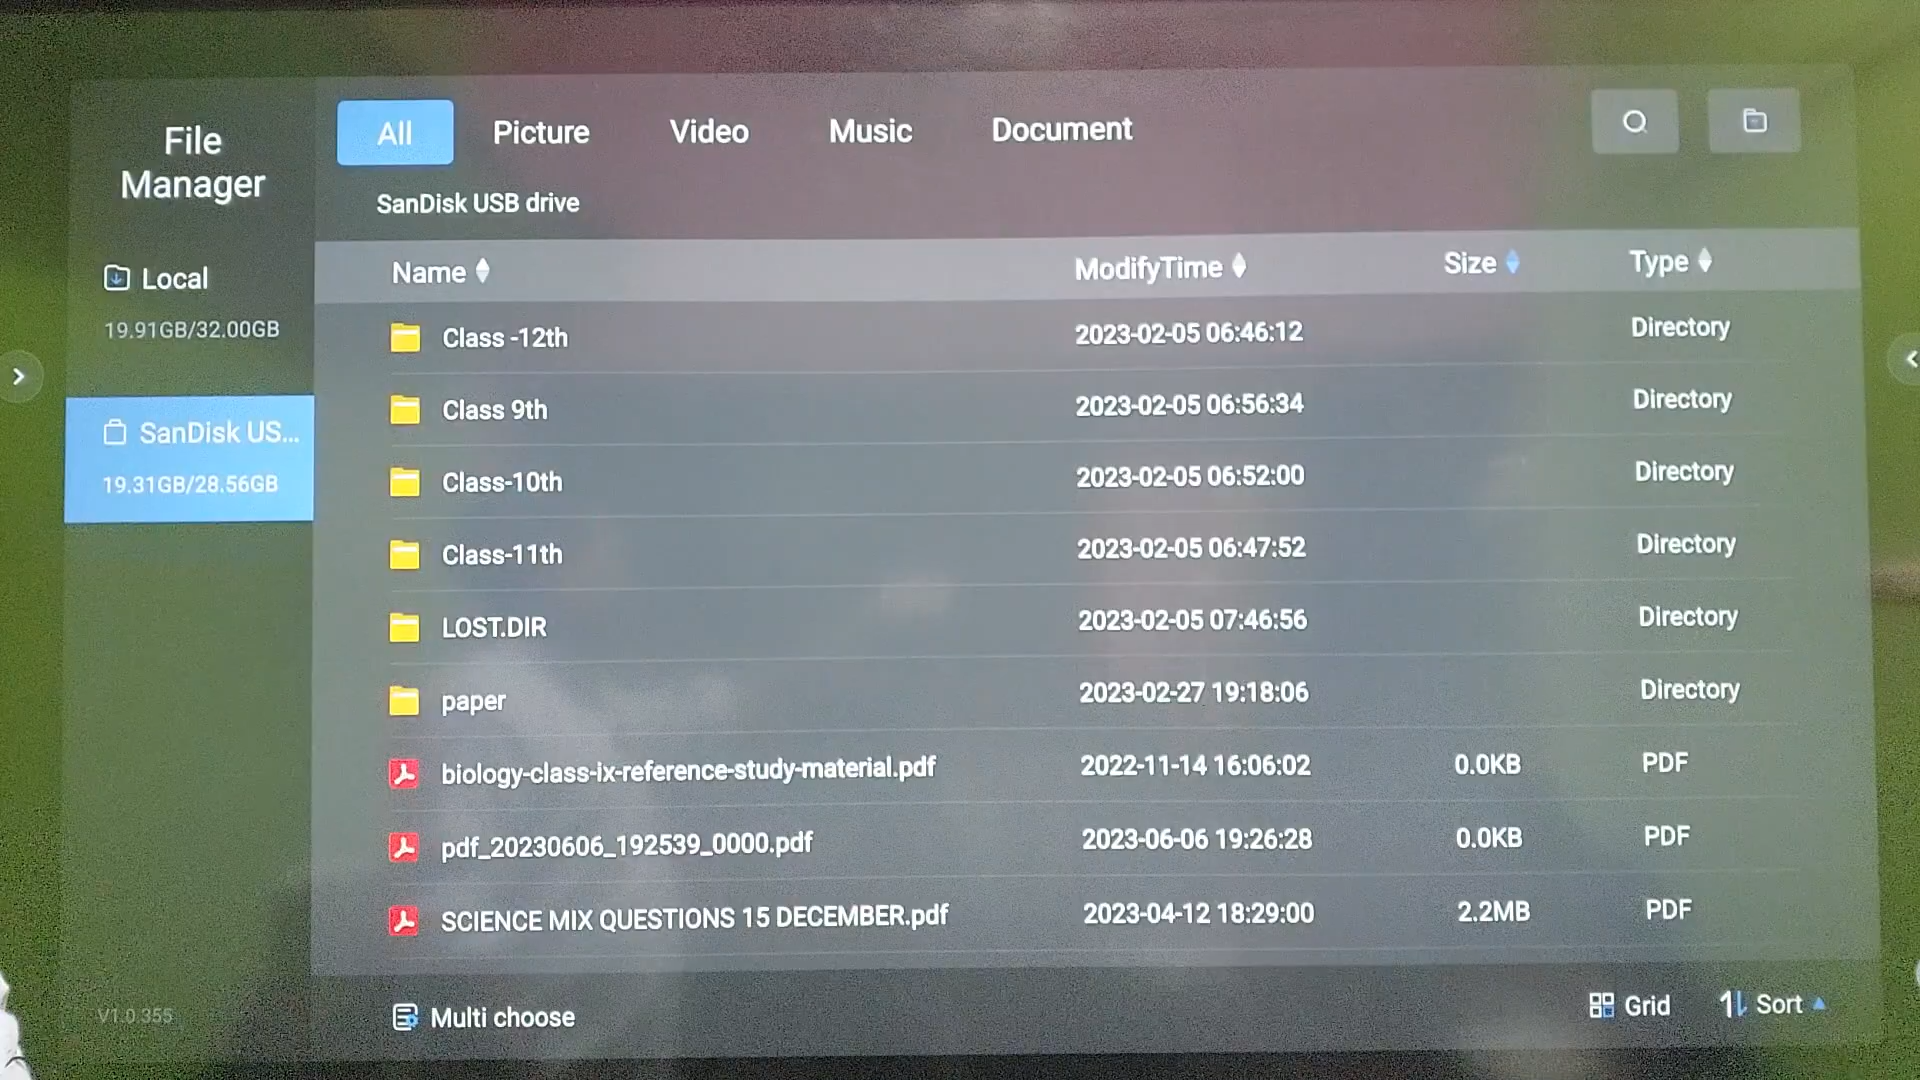 File
Manager
All
Picture
Video
Music
Document
SanDisk USB drive
Local
19.91GB/32.00GB
SanDisk US...
19.31GB/28.56GB
Name
ModifyTime
Size
Type
Class -12th 2023-02-05 06:46:12 Directory
Class 9th 2023-02-05 06:56:34 Directory
Class-10th 2023-02-05 06:52:00 Directory
Class-11th 2023-02-05 06:47:52 Directory
LOST.DIR 2023-02-05 07:46:56 Directory
paper 2023-02-27 19:18:06 Directory
biology-class-ix-reference-study-material.pdf 2022-11-14 16:06:02 0.0KB PDF
pdf_20230606_192539_0000.pdf 2023-06-06 19:26:28 0.0KB PDF
SCIENCE MIX QUESTIONS 15 DECEMBER.pdf 2023-04-12 18:29:00 2.2MB PDF
V1.0.355
Multi choose
Grid
Sort